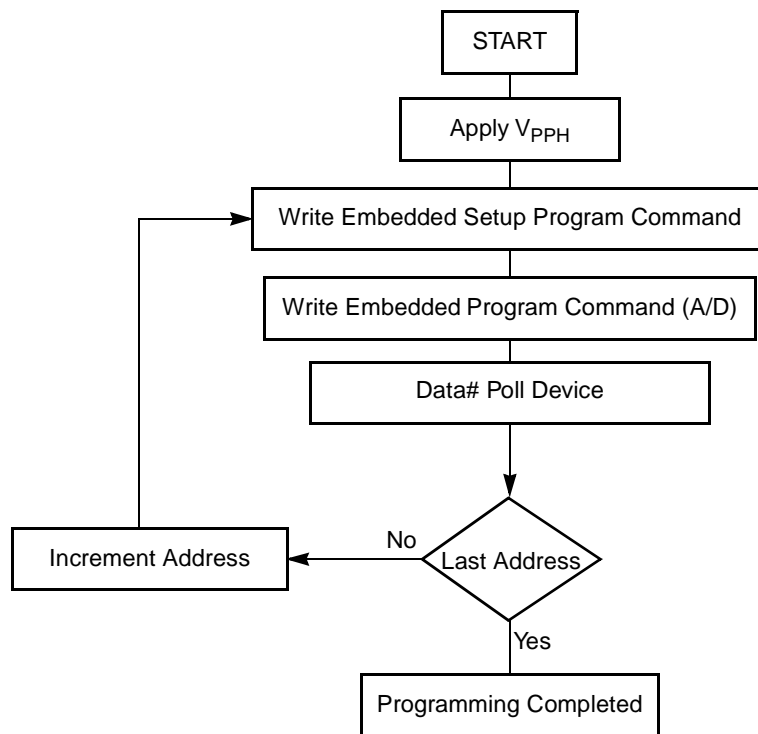 START
Apply VPPH
Write Embedded Setup Program Command
Write Embedded Program Command (A/D)
Data# Poll Device
No
Increment Address
Last Address
Yes
Programming Completed